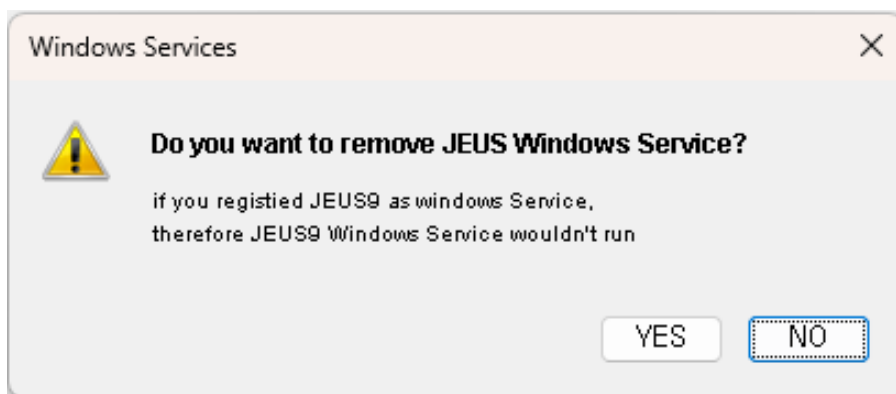 Windows Services
Do you want to remove JEUS Windows Service?
if you registied JEUS9 as windows Service,
therefore JEUS9 Windows Service wouldn't run
YES
NO